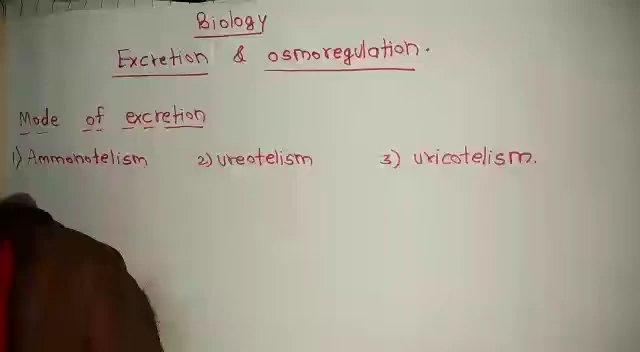 Biology
Excretion & osmoregulation.
Mode of excretion
1) Ammonotelism 2) ureotelism 3) uricotelism.